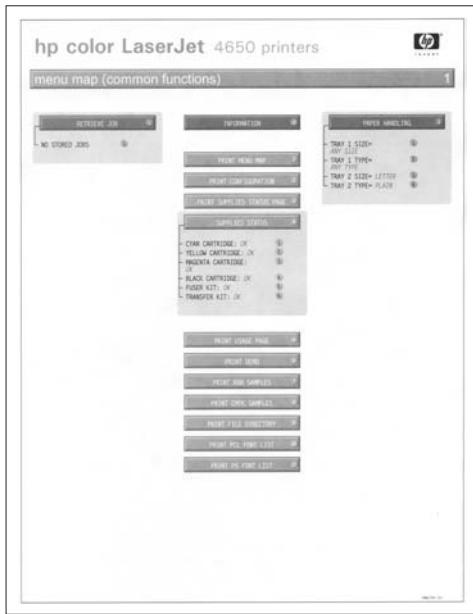 hp color LaserJet 4650 printers
hp
invent
menu map (common functions)
1
RETRIEVE JOB
NO STORED JOBS
INFORMATION
PRINT MENU MAP
PRINT CONFIGURATION
PRINT SUPPLIES STATUS PAGE
SUPPLIES STATUS
CYAN CARTRIDGE: OK
YELLOW CARTRIDGE: OK
MAGENTA CARTRIDGE:
OK
BLACK CARTRIDGE: OK
FUSER KIT: OK
TRANSFER KIT: OK
PRINT USAGE PAGE
PRINT DEMO
PRINT RGB SAMPLES
PRINT CMYK SAMPLES
PRINT FILE DIRECTORY
PRINT PCL FONT LIST
PRINT PS FONT LIST
PAPER HANDLING
TRAY 1 SIZE=
ANY SIZE
TRAY 1 TYPE=
ANY TYPE
TRAY 2 SIZE= LETTER
TRAY 2 TYPE= PLAIN